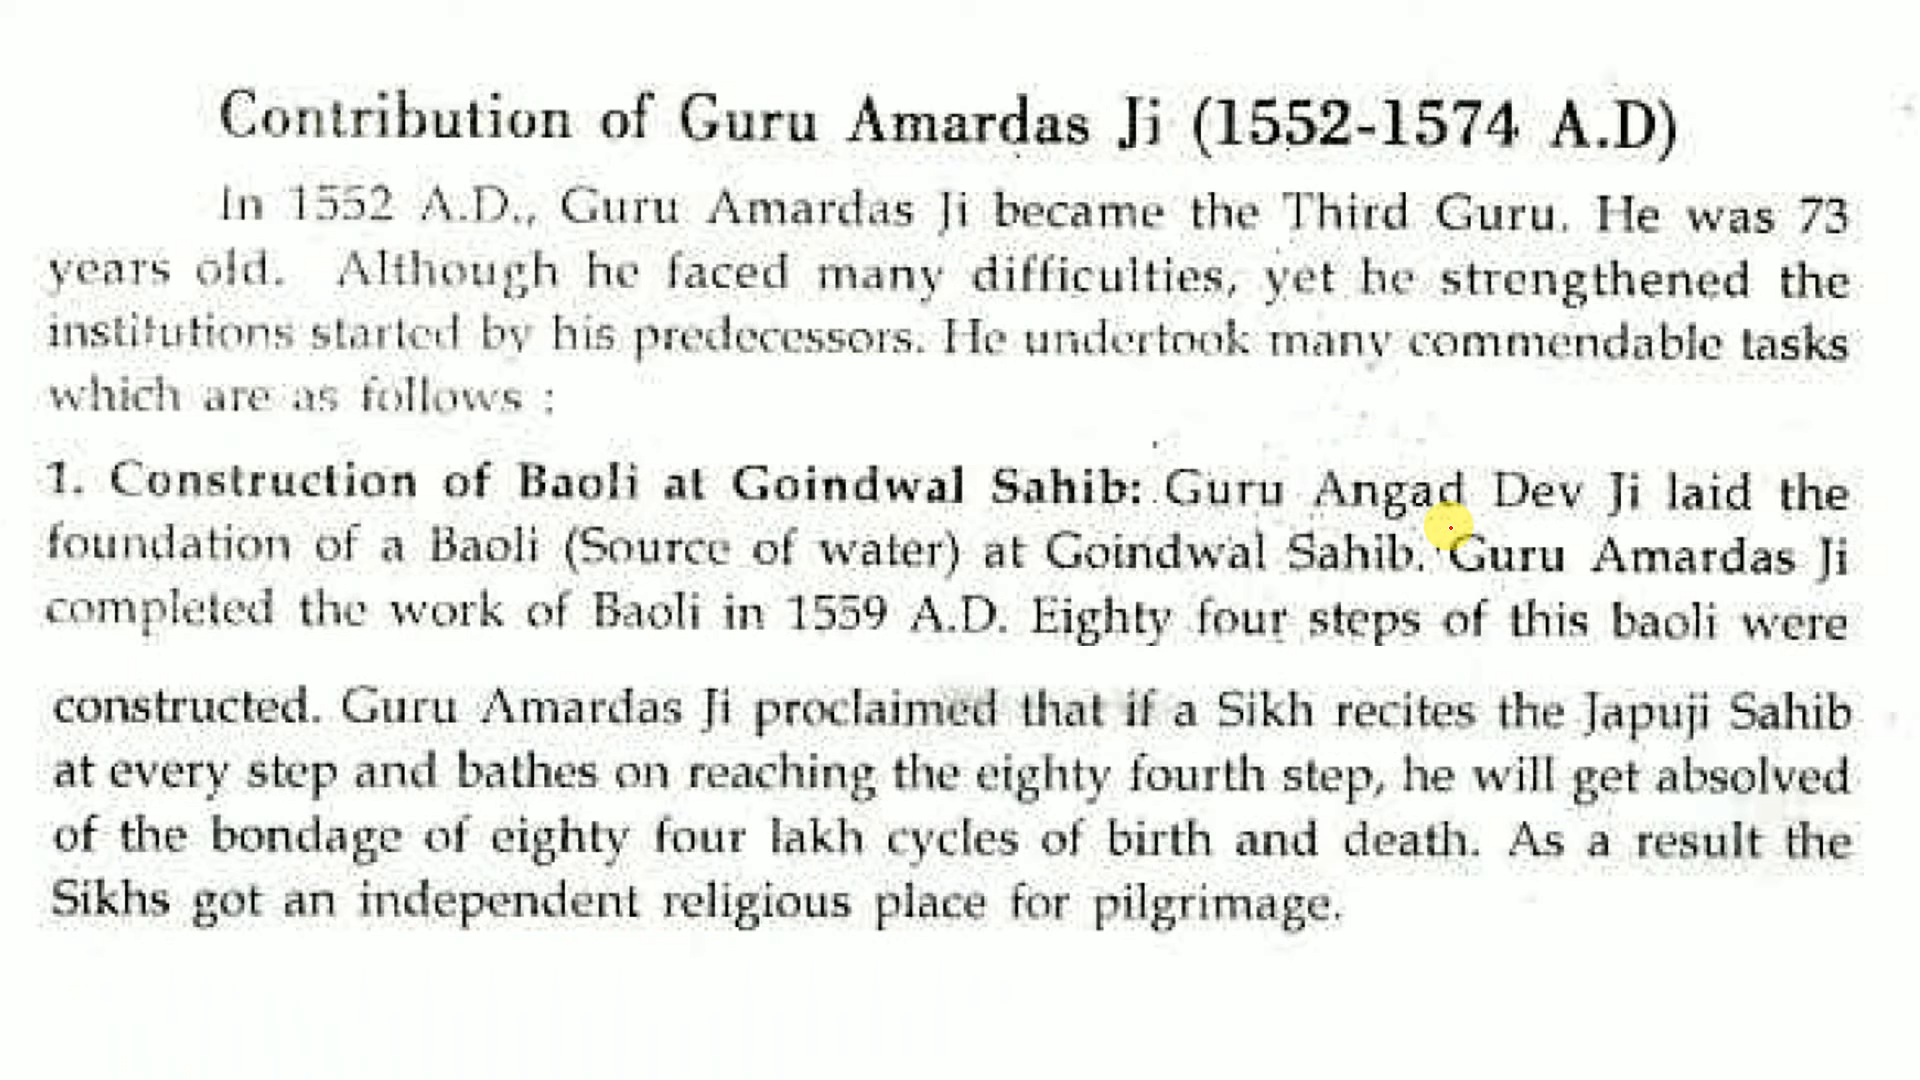 Contribution of Guru Amardas Ji (1552-1574 A.D)
In 1552 A.D., Guru Amardas Ji became the Third Guru. He was 73
years old. Although he faced many difficulties, yet he strengthened the
institutions started by his predecessors. He undertook many commendable tasks
which are as follows :
1. Construction of Baoli at Goindwal Sahib: Guru Angad Dev Ji laid the
foundation of a Baoli (Source of water) at Goindwal Sahib. Guru Amardas Ji
completed the work of Baoli in 1559 A.D. Eighty four steps of this baoli were
constructed. Guru Amardas Ji proclaimed that if a Sikh recites the Japuji Sahib
at every step and bathes on reaching the eighty fourth step, he will get absolved
of the bondage of eighty four lakh cycles of birth and death. As a result the
Sikhs got an independent religious place for pilgrimage.